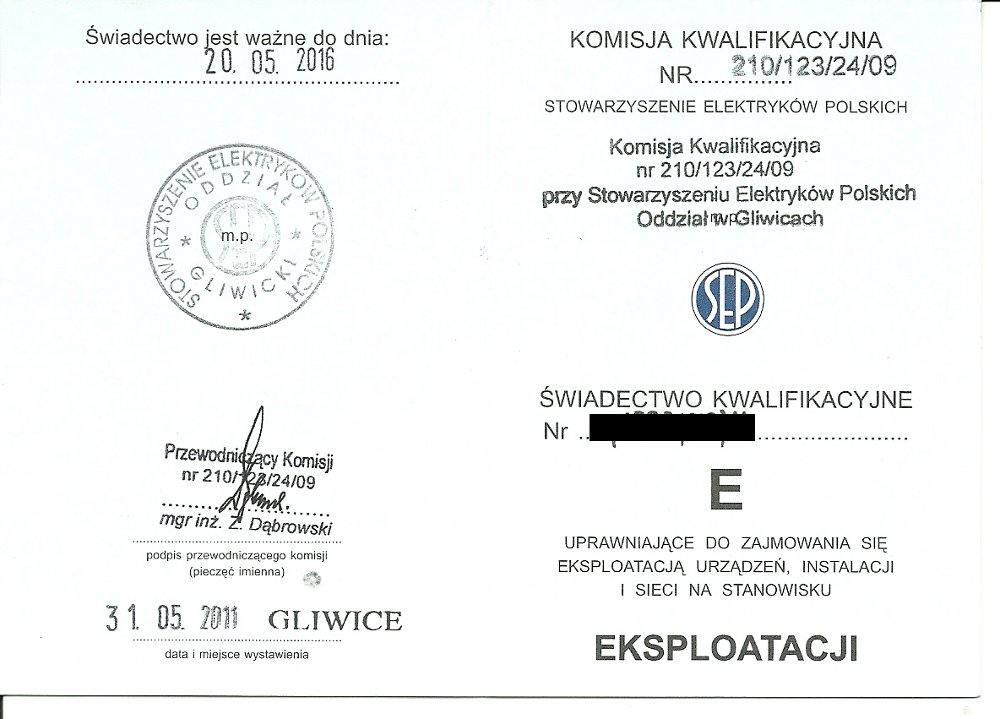 Świadectwo jest ważne do dnia:
20. 05. 2016
STOWARZYSZENIE ELEKTRYKÓW POLSKICH
ODDZIAŁ
SEP
m.p.
* GLIWICKI *
*
Przewodniczący Komisji
nr 210/123/24/09
mgr inż. Z. Dąbrowski
podpis przewodniczącego komisji
(pieczęć imienna)
31. 05. 2011 GLIWICE
data i miejsce wystawienia
KOMISJA KWALIFIKACYJNA
NR............... 210/123/24/09
STOWARZYSZENIE ELEKTRYKÓW POLSKICH
Komisja Kwalifikacyjna
nr 210/123/24/09
przy Stowarzyszeniu Elektryków Polskich
Oddział w Gliwicach
m.p.
SEP
ŚWIADECTWO KWALIFIKACYJNE
Nr
E
UPRAWNIAJĄCE DO ZAJMOWANIA SIĘ
EKSPLOATACJĄ URZĄDZEŃ, INSTALACJI
I SIECI NA STANOWISKU
EKSPLOATACJI